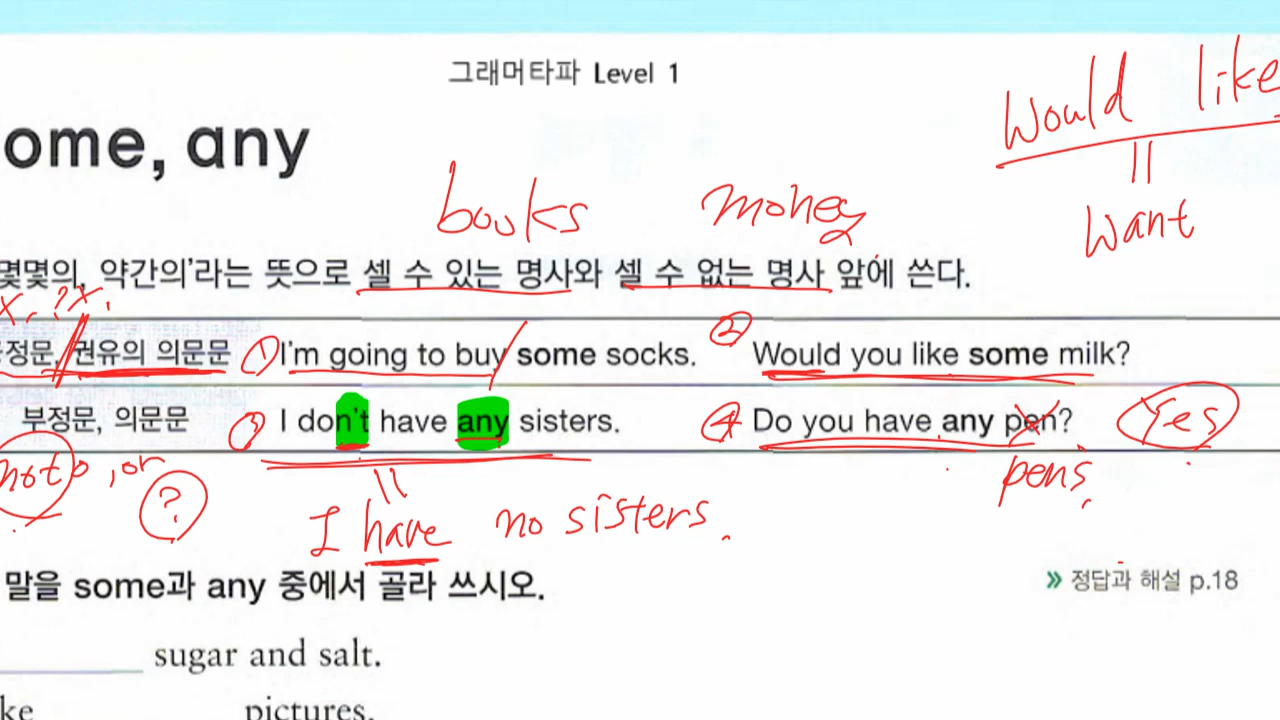 그래머타파 Level 1
Would like
ome, any
||
want
books money
몇몇의, 약간의'라는 뜻으로 셀 수 있는 명사와 셀 수 없는 명사 앞에 쓴다.
x. ?x.
정문, 권유의 의문문 ① I'm going to buy some socks. ② Would you like some milk?
부정문, 의문문 ③ I don't have any sisters. ④ Do you have any pen? Yes
not , or ? pens.
||
I have no sisters.
말을 some과 any 중에서 골라 쓰시오.
» 정답과 해설 p.18
sugar and salt.
ke pictures.